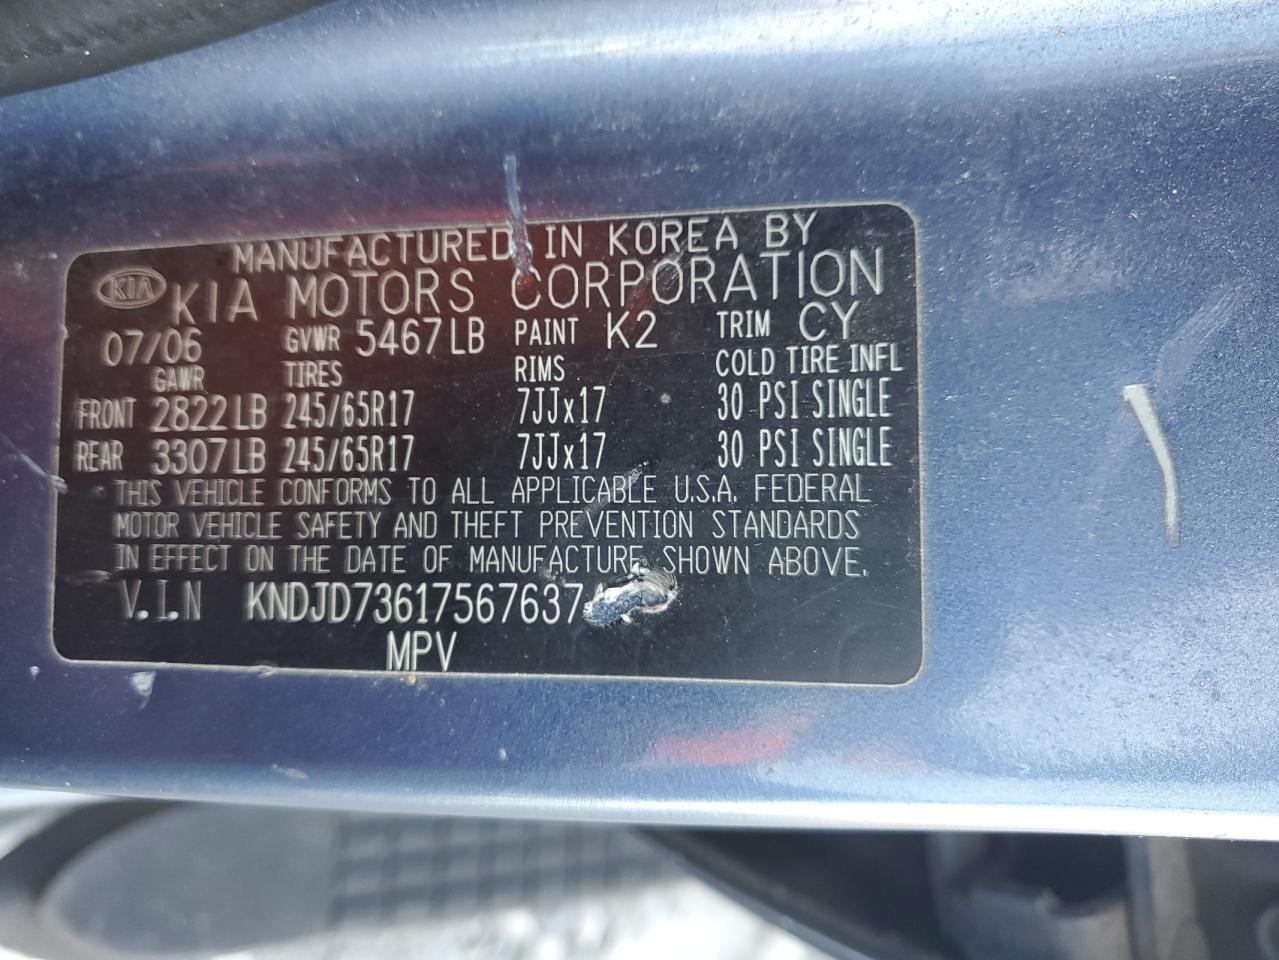 MANUFACTURED IN KOREA BY
KIA KIA MOTORS CORPORATION
07/06 GVWR 5467LB PAINT K2 TRIM CY
GAWR TIRES RIMS COLD TIRE INFL
FRONT 2822LB 245/65R17 7JJx17 30 PSI SINGLE
REAR 3307LB 245/65R17 7JJx17 30 PSI SINGLE
THIS VEHICLE CONFORMS TO ALL APPLICABLE U.S.A. FEDERAL
MOTOR VEHICLE SAFETY AND THEFT PREVENTION STANDARDS
IN EFFECT ON THE DATE OF MANUFACTURE SHOWN ABOVE.
V.I.N KNDJD73617567637
MPV